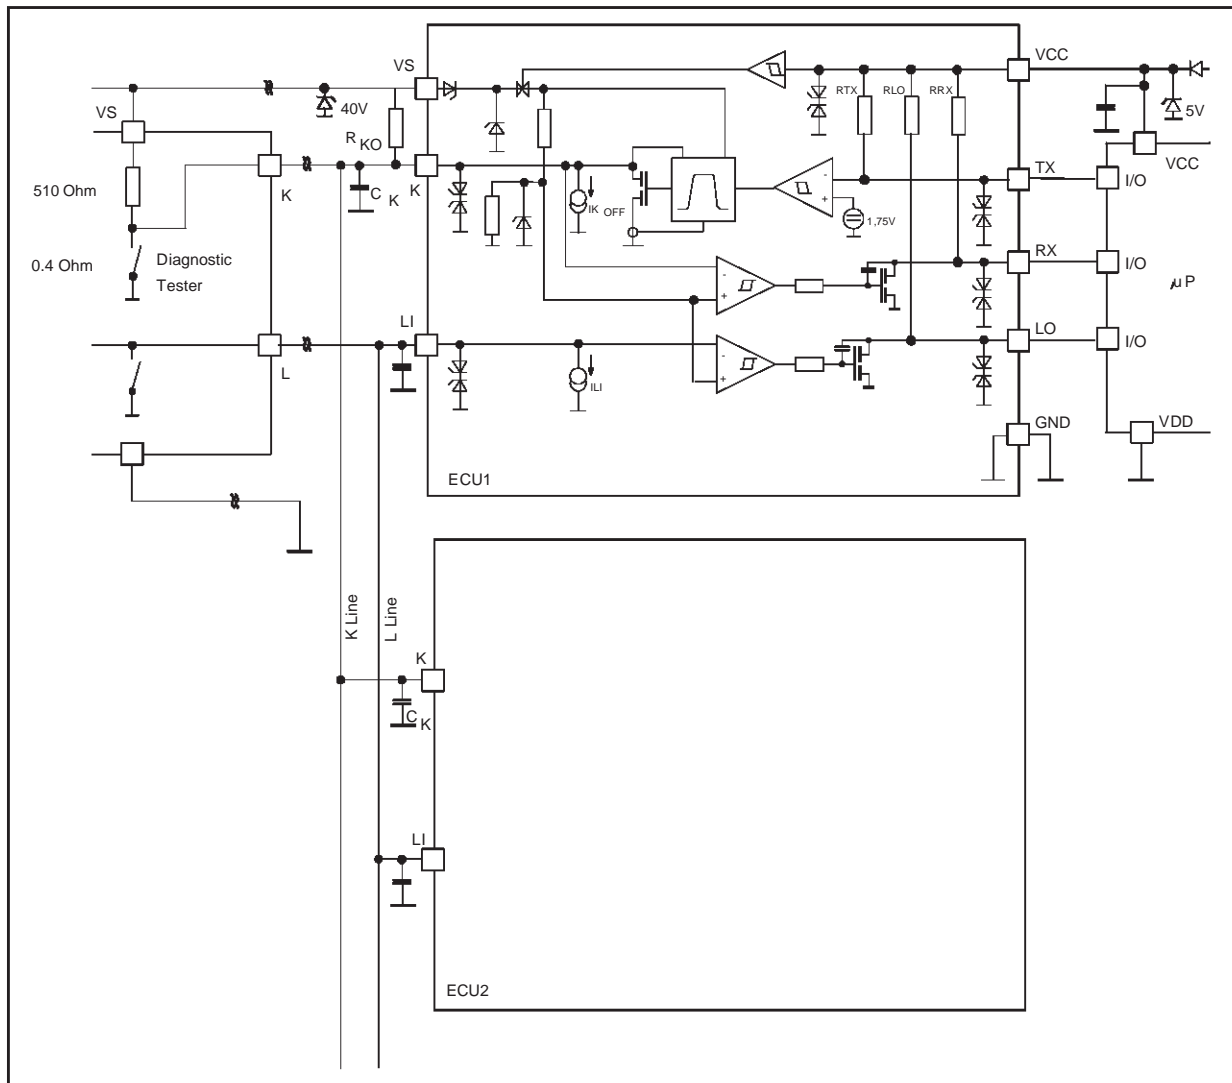 VS
VCC
VS
40V
RTX
RLO
RRX
5V
R KO
VCC
K
K
C K
TX
I/O
510 Ohm
IK OFF
1,75V
0.4 Ohm
Diagnostic
Tester
RX
I/O
µP
LI
LO
I/O
L
ILI
GND
VDD
ECU1
K Line
L Line
K
C K
LI
ECU2
-
+
-
+
-
+